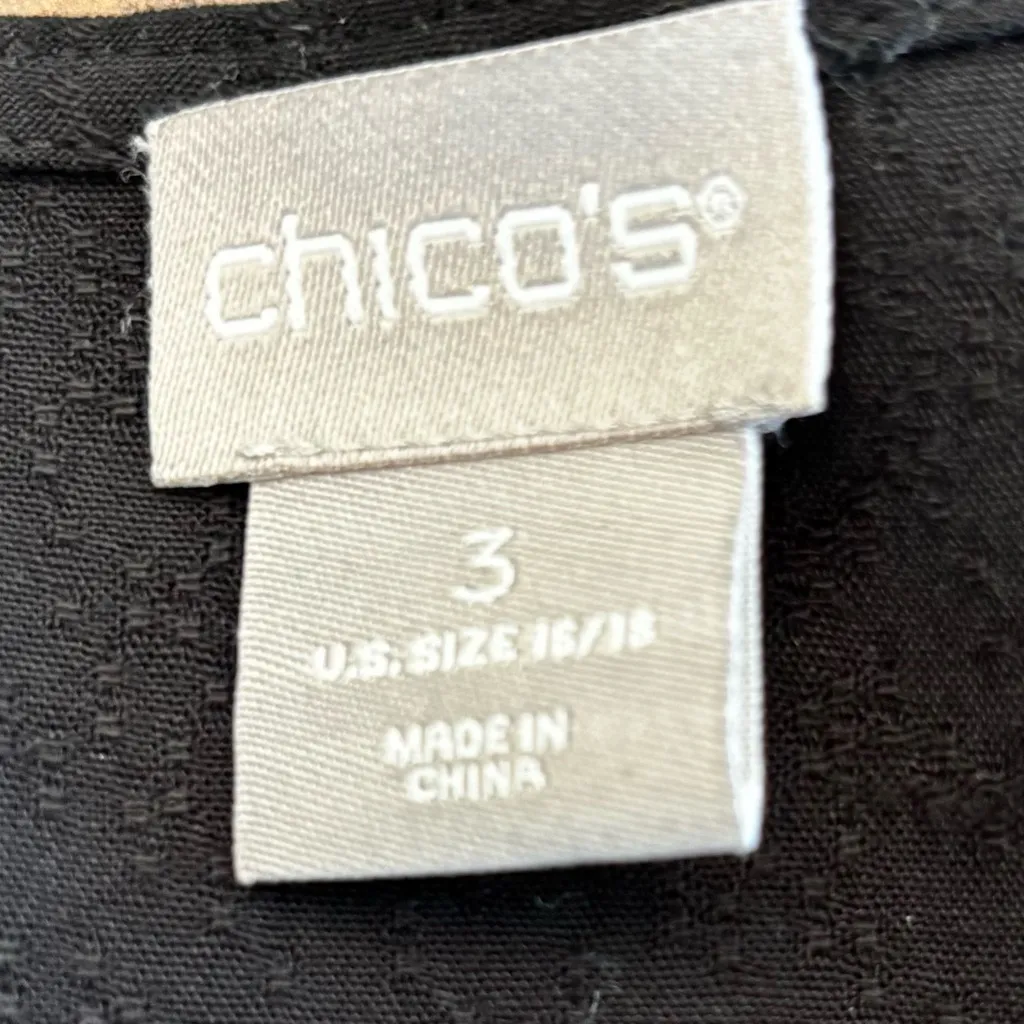 chico's®
3
U.S. SIZE 16/18
MADE IN
CHINA